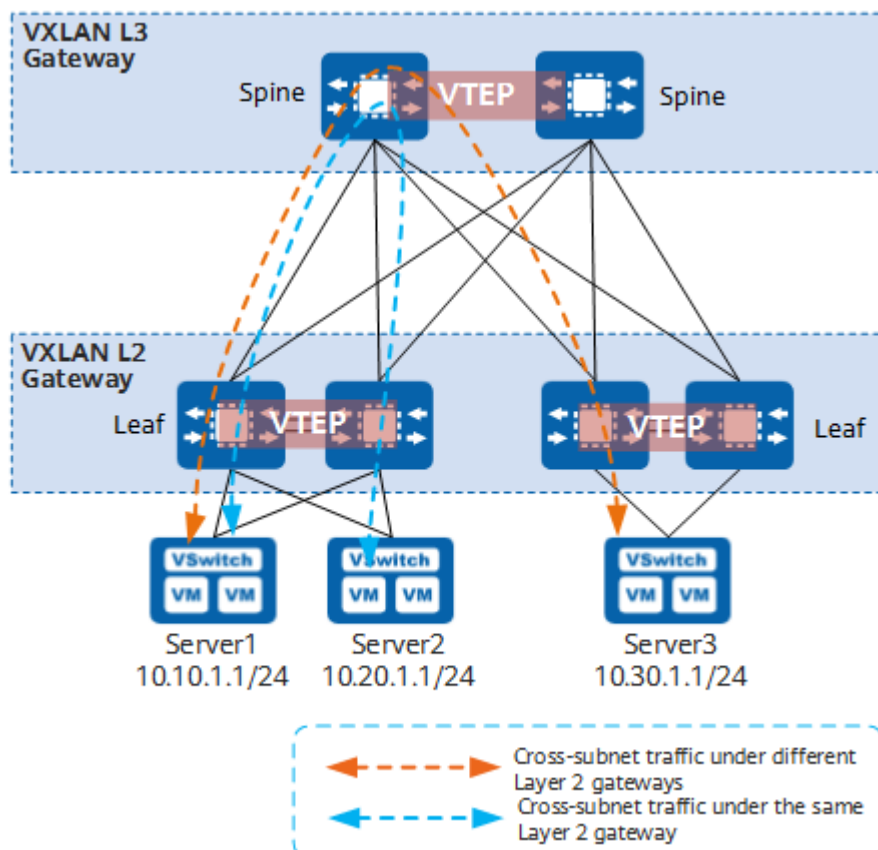 VXLAN L3
Gateway
Spine
VTEP
Spine
VXLAN L2
Gateway
Leaf
VTEP
VTEP
Leaf
VSwitch
VM VM
VSwitch
VM VM
VSwitch
VM VM
Server1
10.10.1.1/24
Server2
10.20.1.1/24
Server3
10.30.1.1/24
Cross-subnet traffic under different
Layer 2 gateways
Cross-subnet traffic under the same
Layer 2 gateway